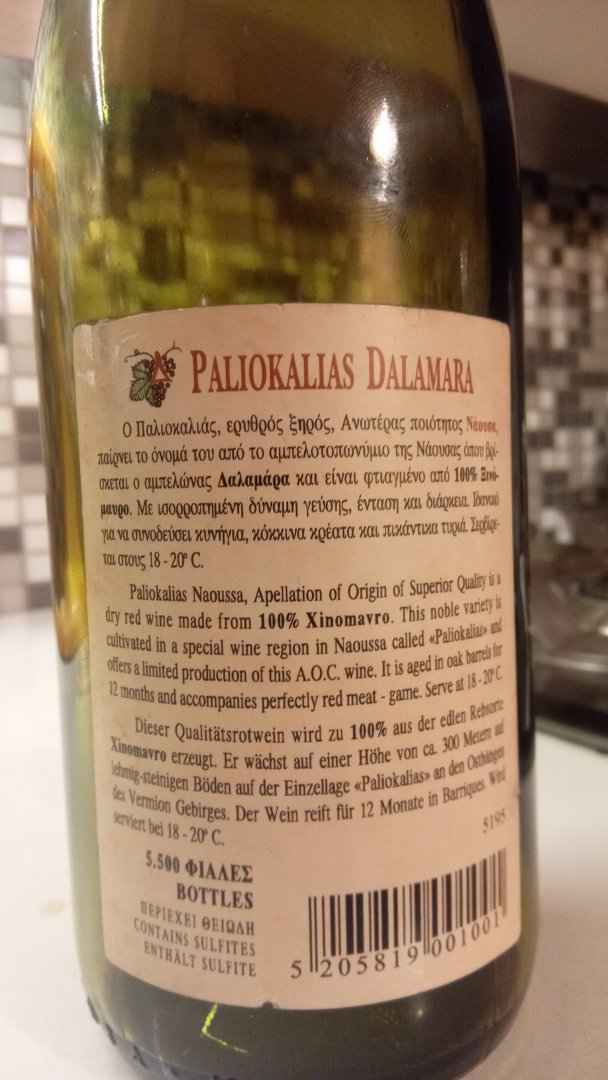 PALIOKALIAS DALAMARA
Ο Παλιοκαλιάς, ερυθρός ξηρός, Ανωτέρας ποιότητος Νάουσα,
παίρνει το όνομά του από το αμπελοτοπωνύμιο της Νάουσας όπου βρί-
σκεται ο αμπελώνας Δαλαμάρα και είναι φτιαγμένο από 100% Ξινό-
μαυρο. Με ισορροπημένη δύναμη γεύσης, ένταση και διάρκεια. Ιδανικό
για να συνοδεύσει κυνήγια, κόκκινα κρέατα και πικάντικα τυριά. Σερβίρε-
ται στους 18 - 20° C.
Paliokalias Naoussa, Apellation of Origin of Superior Quality is a
dry red wine made from 100% Xinomavro. This noble variety is
cultivated in a special wine region in Naoussa called «Paliokalias» and
offers a limited production of this A.O.C. wine. It is aged in oak barrels for
12 months and accompanies perfectly red meat - game. Serve at 18 - 20° C.
Dieser Qualitätsrotwein wird zu 100% aus der edlen Rebsorte
Xinomavro erzeugt. Er wächst auf einer Höhe von ca. 300 Metern auf
lehmig-steinigen Böden auf der Einzellage «Paliokalias» an den Osthängen
des Vermion Gebirges. Der Wein reift für 12 Monate in Barriques. Wird
serviert bei 18 - 20° C.
5195
5.500 ΦΙΑΛΕΣ
BOTTLES
ΠΕΡΙΕΧΕΙ ΘΕΙΩΔΗ
CONTAINS SULFITES
ENTHÄLT SULFITE
5 205819 001001